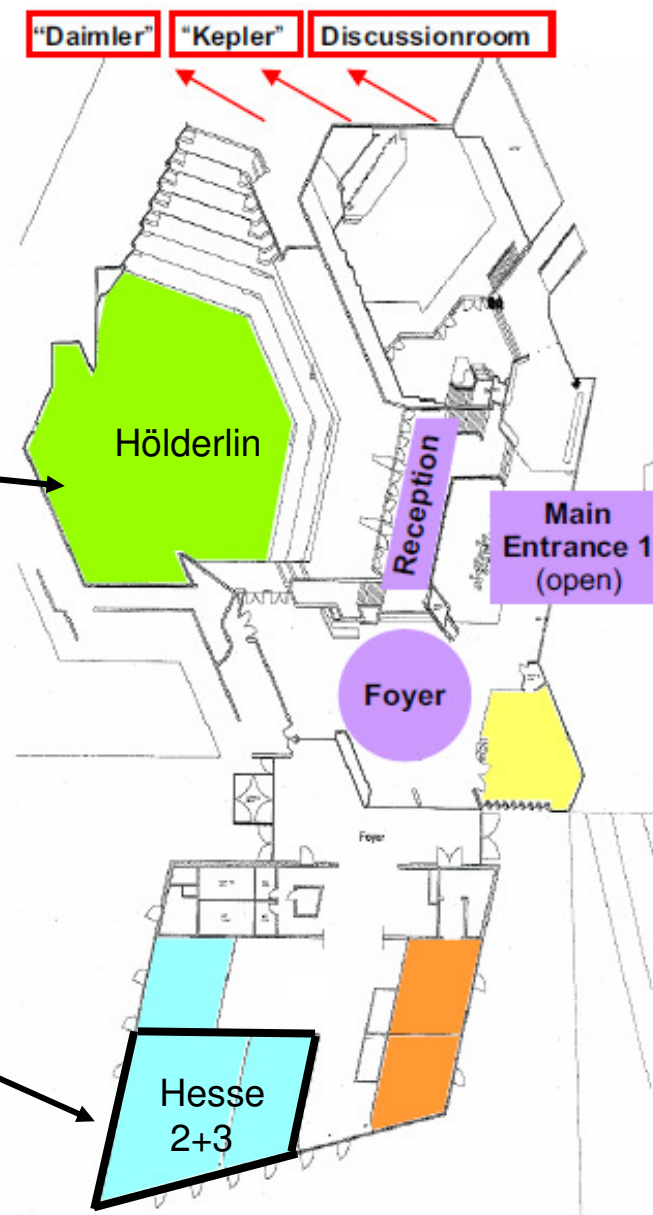 “Daimler” “Kepler” Discussionroom
Hölderlin
Reception
Main
Entrance 1
(open)
Foyer
Foyer
Hesse
2+3